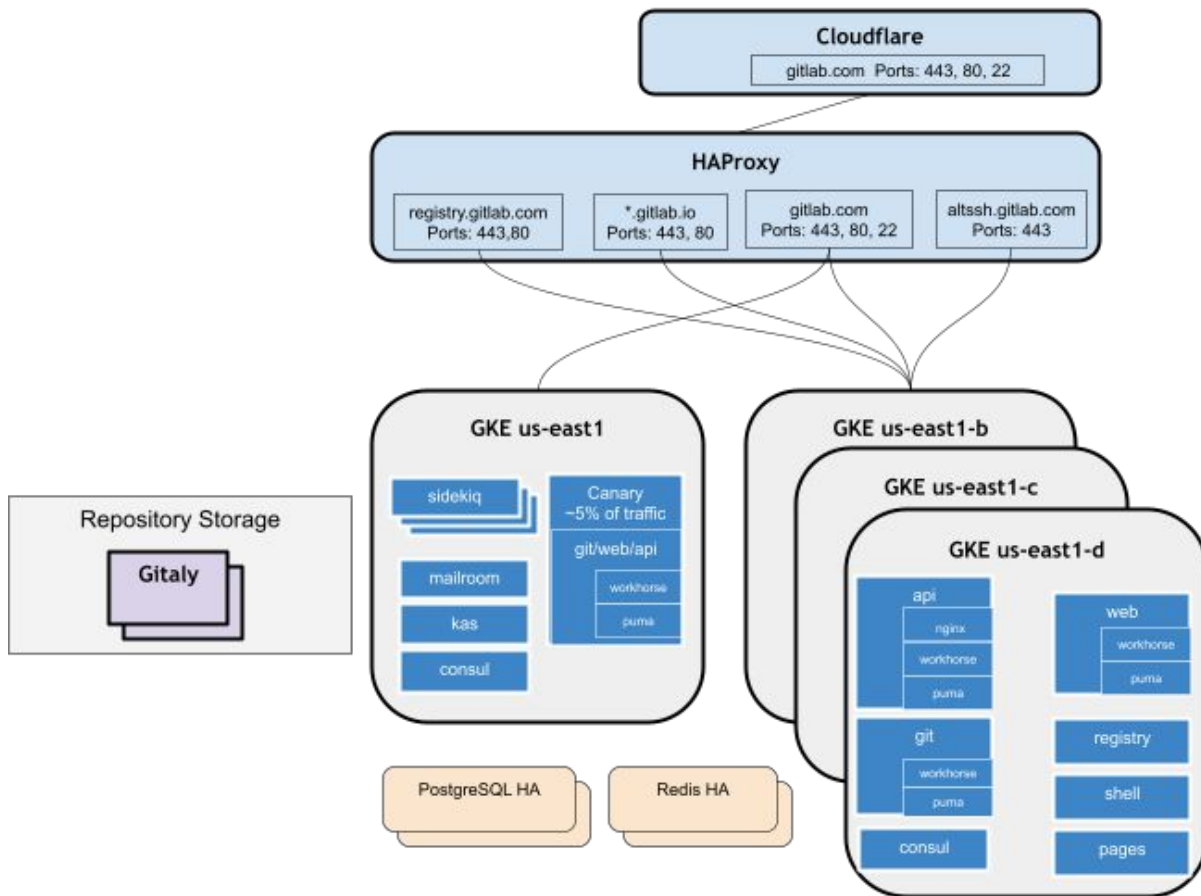 Cloudflare
gitlab.com Ports: 443, 80, 22
HAProxy
registry.gitlab.com
Ports: 443,80
*.gitlab.io
Ports: 443, 80
gitlab.com
Ports: 443, 80, 22
altssh.gitlab.com
Ports: 443
Repository Storage
Gitaly
GKE us-east1
sidekiq
mailroom
kas
consul
Canary
~5% of traffic
git/web/api
workhorse
puma
GKE us-east1-b
GKE us-east1-c
GKE us-east1-d
api
nginx
workhorse
puma
web
workhorse
puma
git
workhorse
puma
registry
shell
consul
pages
PostgreSQL HA
Redis HA